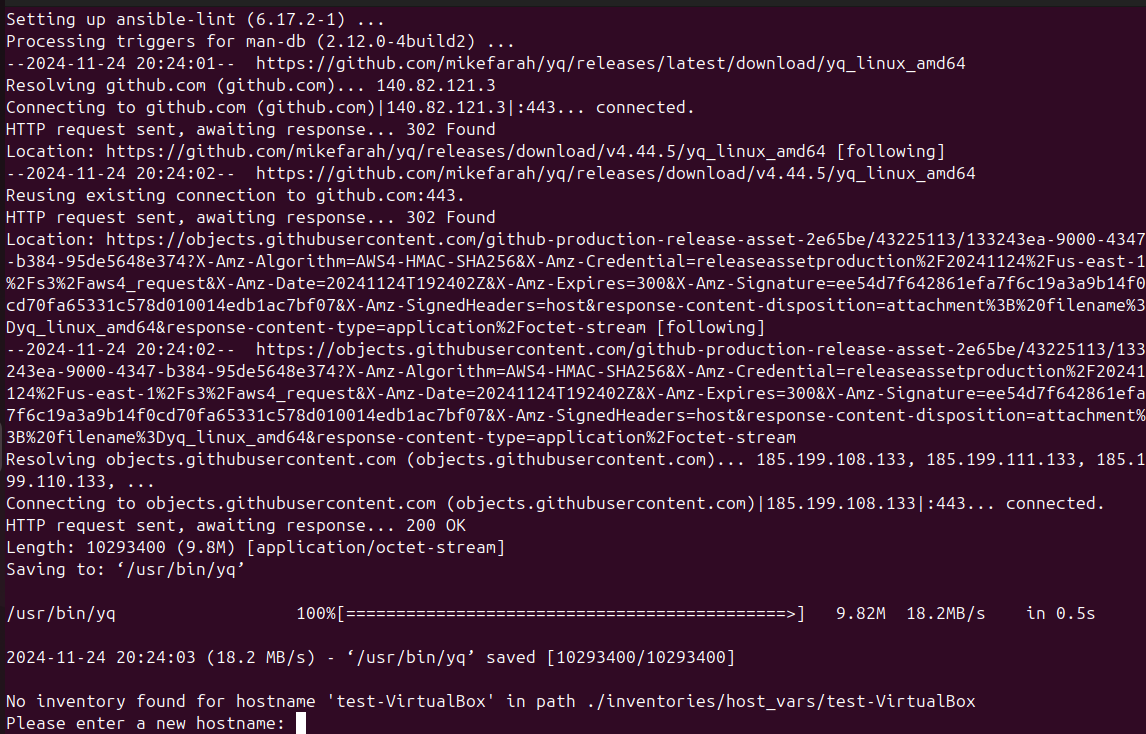 Setting up ansible-lint (6.17.2-1) ...
Processing triggers for man-db (2.12.0-4build2) ...
--2024-11-24 20:24:01--  https://github.com/mikefarah/yq/releases/latest/download/yq_linux_amd64
Resolving github.com (github.com)... 140.82.121.3
Connecting to github.com (github.com)|140.82.121.3|:443... connected.
HTTP request sent, awaiting response... 302 Found
Location: https://github.com/mikefarah/yq/releases/download/v4.44.5/yq_linux_amd64 [following]
--2024-11-24 20:24:02--  https://github.com/mikefarah/yq/releases/download/v4.44.5/yq_linux_amd64
Reusing existing connection to github.com:443.
HTTP request sent, awaiting response... 302 Found
Location: https://objects.githubusercontent.com/github-production-release-asset-2e65be/43225113/133243ea-9000-4347
-b384-95de5648e374?X-Amz-Algorithm=AWS4-HMAC-SHA256&X-Amz-Credential=releaseassetproduction%2F20241124%2Fus-east-1
%2Fs3%2Faws4_request&X-Amz-Date=20241124T192402Z&X-Amz-Expires=300&X-Amz-Signature=ee54d7f642861efa7f6c19a3a9b14f0
cd70fa65331c578d010014edb1ac7bf07&X-Amz-SignedHeaders=host&response-content-disposition=attachment%3B%20filename%3
Dyq_linux_amd64&response-content-type=application%2Foctet-stream [following]
--2024-11-24 20:24:02--  https://objects.githubusercontent.com/github-production-release-asset-2e65be/43225113/133
243ea-9000-4347-b384-95de5648e374?X-Amz-Algorithm=AWS4-HMAC-SHA256&X-Amz-Credential=releaseassetproduction%2F20241
124%2Fus-east-1%2Fs3%2Faws4_request&X-Amz-Date=20241124T192402Z&X-Amz-Expires=300&X-Amz-Signature=ee54d7f642861efa
7f6c19a3a9b14f0cd70fa65331c578d010014edb1ac7bf07&X-Amz-SignedHeaders=host&response-content-disposition=attachment%
3B%20filename%3Dyq_linux_amd64&response-content-type=application%2Foctet-stream
Resolving objects.githubusercontent.com (objects.githubusercontent.com)... 185.199.108.133, 185.199.111.133, 185.1
99.110.133, ...
Connecting to objects.githubusercontent.com (objects.githubusercontent.com)|185.199.108.133|:443... connected.
HTTP request sent, awaiting response... 200 OK
Length: 10293400 (9.8M) [application/octet-stream]
Saving to: ‘/usr/bin/yq’
/usr/bin/yq                  100%[============================================>]   9.82M  18.2MB/s    in 0.5s
2024-11-24 20:24:03 (18.2 MB/s) - ‘/usr/bin/yq’ saved [10293400/10293400]
No inventory found for hostname 'test-VirtualBox' in path ./inventories/host_vars/test-VirtualBox
Please enter a new hostname: